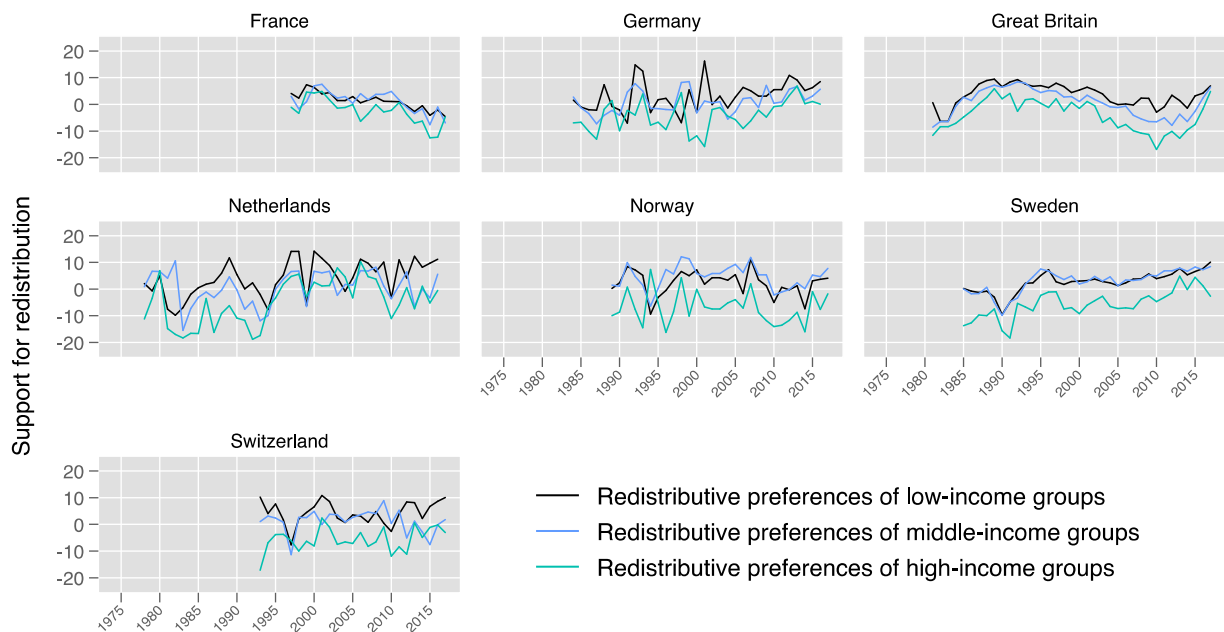 France
Germany
Great Britain
20
10
0
-10
-20
Netherlands
Norway
Sweden
20
10
0
-10
-20
1975 1980 1985 1990 1995 2000 2005 2010 2015
1975 1980 1985 1990 1995 2000 2005 2010 2015
Support for redistribution
Switzerland
20
10
0
-10
-20
1975 1980 1985 1990 1995 2000 2005 2010 2015
Redistributive preferences of low-income groups
Redistributive preferences of middle-income groups
Redistributive preferences of high-income groups